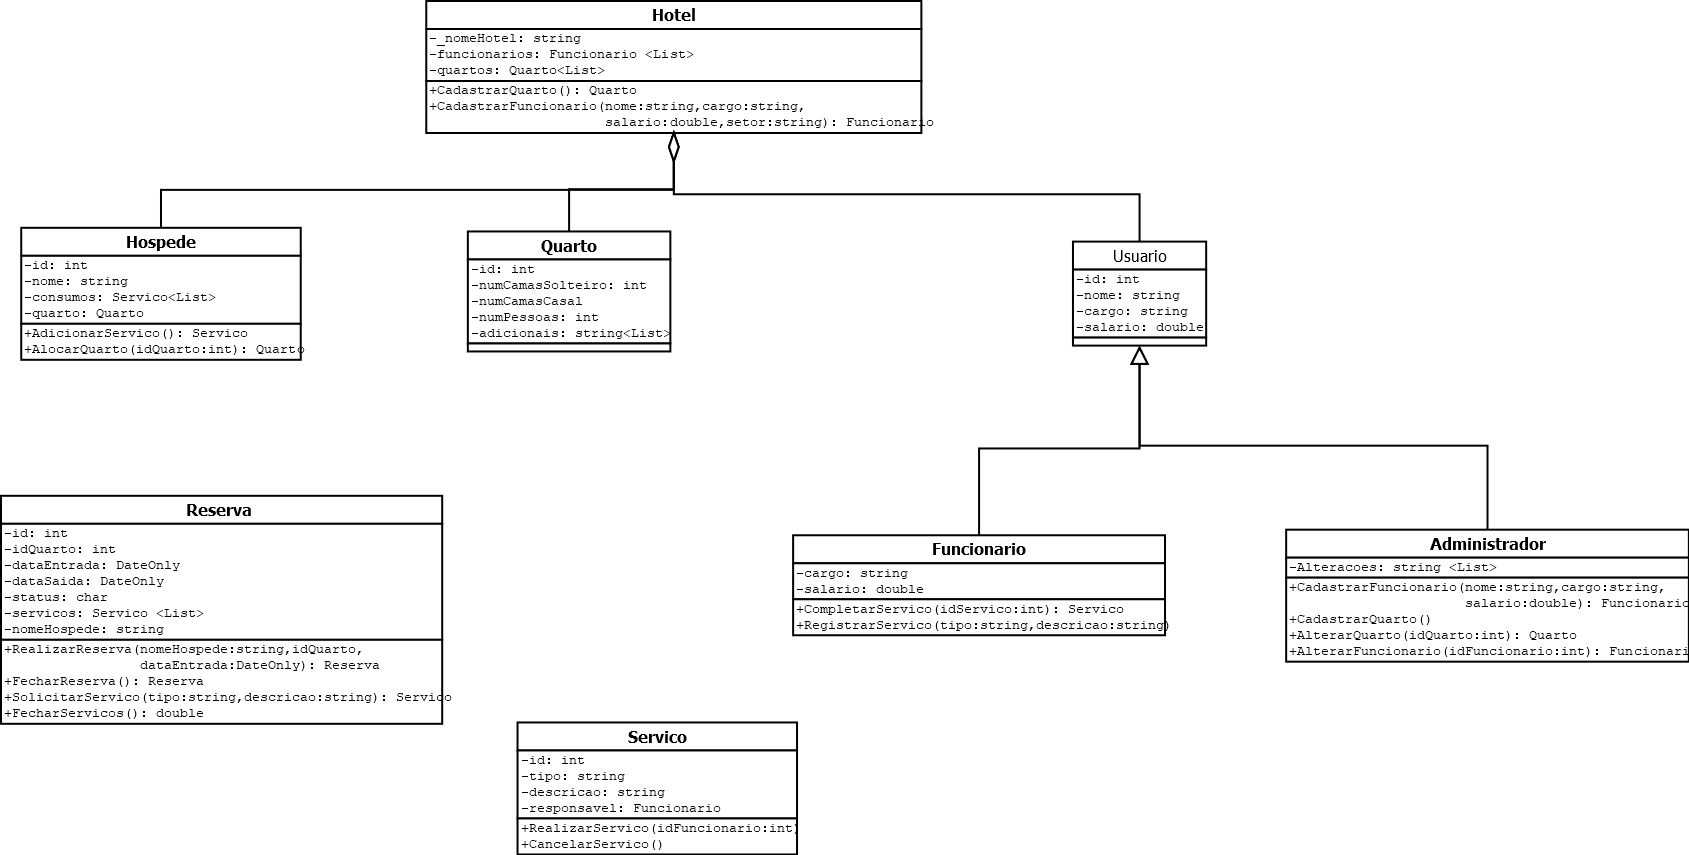 Hotel
-_nomeHotel: string
-funcionarios: Funcionario <List>
-quartos: Quarto<List>
+CadastrarQuarto(): Quarto
+CadastrarFuncionario(nome:string,cargo:string,
salario:double,setor:string): Funcionario
Hospede
-id: int
-nome: string
-consumos: Servico<List>
-quarto: Quarto
+AdicionarServico(): Servico
+AlocarQuarto(idQuarto:int): Quarto
Quarto
-id: int
-numCamasSolteiro: int
-numCamasCasal
-numPessoas: int
-adicionais: string<List>
Usuario
-id: int
-nome: string
-cargo: string
-salario: double
Reserva
-id: int
-idQuarto: int
-dataEntrada: DateOnly
-dataSaida: DateOnly
-status: char
-servicos: Servico <List>
-nomeHospede: string
+RealizarReserva(nomeHospede:string,idQuarto,
dataEntrada:DateOnly): Reserva
+FecharReserva(): Reserva
+SolicitarServico(tipo:string,descricao:string): Servico
+FecharServicos(): double
Funcionario
-cargo: string
-salario: double
+CompletarServico(idServico:int): Servico
+RegistrarServico(tipo:string,descricao:string)
Administrador
-Alteracoes: string <List>
+CadastrarFuncionario(nome:string,cargo:string,
salario:double): Funcionario
+CadastrarQuarto()
+AlterarQuarto(idQuarto:int): Quarto
+AlterarFuncionario(idFuncionario:int): Funcionari
Servico
-id: int
-tipo: string
-descricao: string
-responsavel: Funcionario
+RealizarServico(idFuncionario:int)
+CancelarServico()